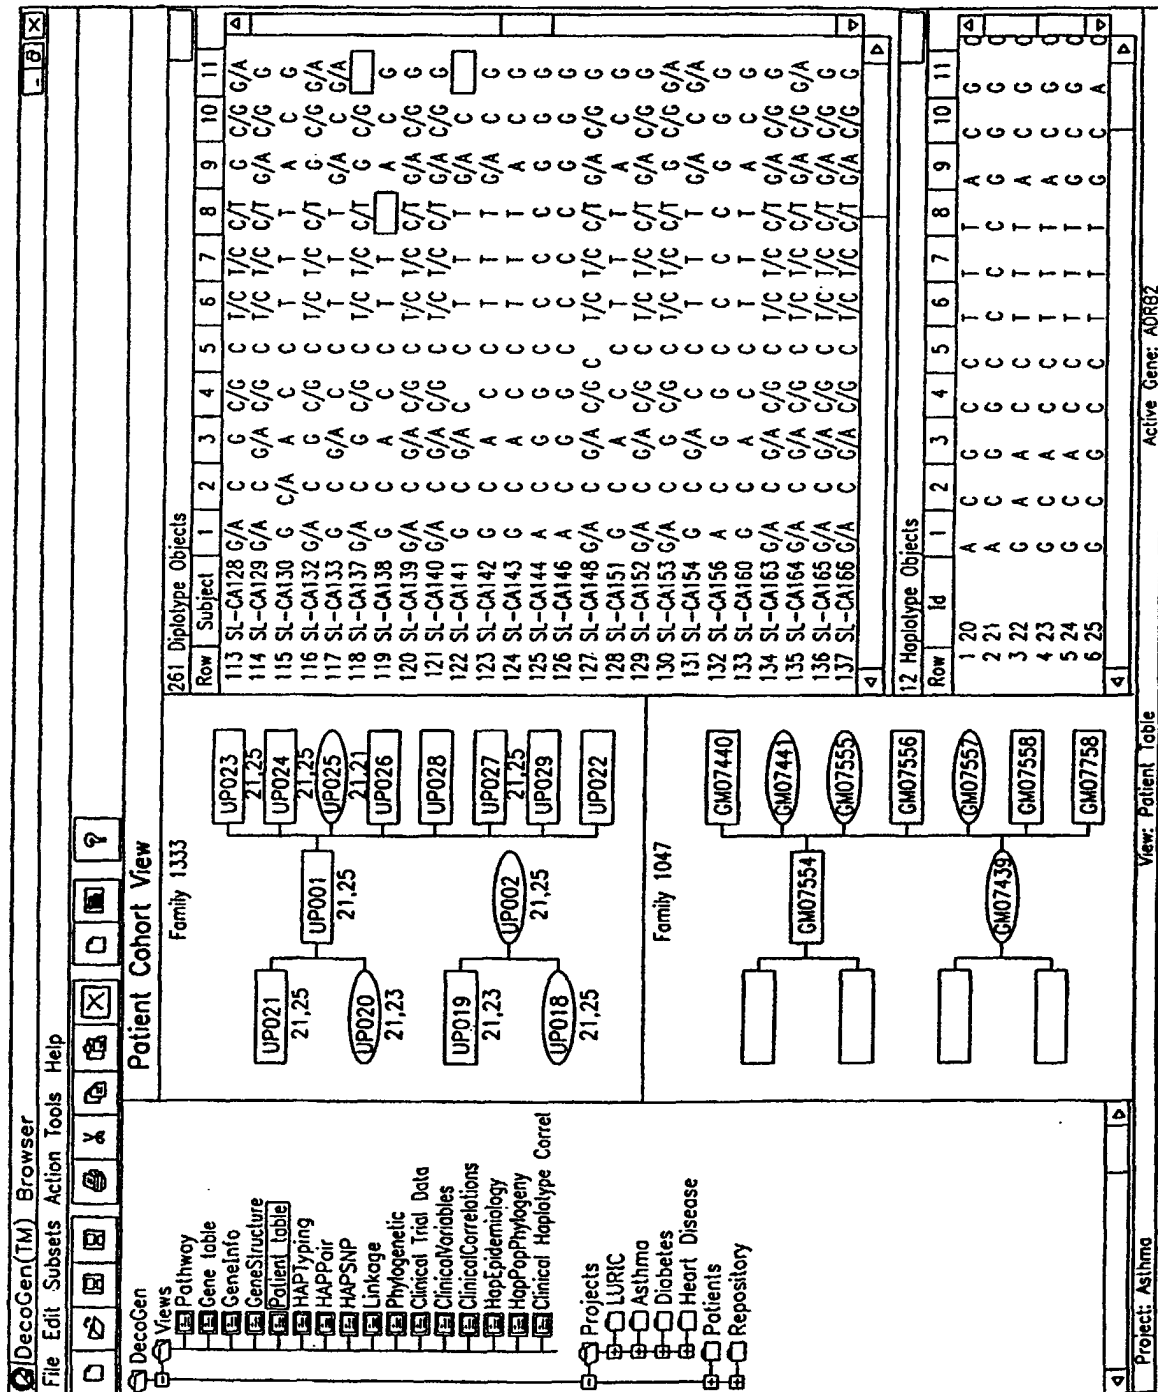 DecoGen(TM) Browser
File Edit Subsets Action Tools Help
?
DecoGen
Views
Pathway
Gene table
GeneInfo
GeneStructure
Patient table
HAPTyping
HAPPair
HAPSNP
Linkage
Phylogenetic
Clinical Trial Data
ClinicalVariables
ClinicalCorrelations
HapEpidemiology
HapPopPhylogeny
Clinical Haplotype Correl
Projects
LURIC
Asthma
Diabetes
Heart Disease
Patients
Repository
Patient Cohort View
Family 1333
UP021
21,25
UP020
21,23
UP019
21,23
UP018
21,25
UP001
21,25
UP002
21,25
UP023
21,25
UP024
21,25
UP025
21,21
UP026
UP028
UP027
21,25
UP029
UP022
Family 1047
GM07554
GM07439
GM07440
GM07441
GM07555
GM07556
GM07557
GM07558
GM07758
261 Diplotype Objects
Row Subject 1 2 3 4 5 6 7 8 9 10 11
113 SL-CA128 G/A C G C/G C T/C T/C C/T G C/G G/A
114 SL-CA129 G/A C G/A C/G C T/C T/C C/T G/A C/G G
115 SL-CA130 G C/A A C C T T T A C G
116 SL-CA132 G/A C G C/G C T/C T/C C/T G C/G G/A
117 SL-CA133 G C G/A C C T T T G/A C G/A
118 SL-CA137 G/A C G C/G C T/C T/C C/T G C/G
119 SL-CA138 G C A C C T T A C G
120 SL-CA139 G/A C G/A C/G C T/C T/C C/T G/A C/G G
121 SL-CA140 G/A C G/A C/G C T/C T/C C/T G/A C/G G
122 SL-CA141 G C G/A C C T T T G/A C
123 SL-CA142 G C A C C T T T G/A C G
124 SL-CA143 G C A C C T T T A C G
125 SL-CA144 A C G G C C C C G G G
126 SL-CA146 A C G G C C C C G G G
127 SL-CA148 G/A C G/A C/G C T/C T/C C/T G/A C/G G
128 SL-CA151 G C A C C T T T A C G
129 SL-CA152 G/A C G/A C/G C T/C T/C C/T G/A C/G G
130 SL-CA153 G/A C G C/G C T/C T/C C/T G C/G G/A
131 SL-CA154 G/A C G/A C C T T T G/A C G/A
132 SL-CA156 A C G G C C C C G G G
133 SL-CA160 G C A C C T T T A C G
134 SL-CA163 G/A C G/A C/G C T/C T/C C/T G/A C/G G
135 SL-CA164 G/A C G/A C/G C T/C T/C C/T G/A C/G G/A
136 SL-CA165 G/A C G/A C/G C T/C T/C C/T G/A C/G G
137 SL-CA166 G/A C G/A C/G C T/C T/C C/T G/A C/G G
12 Haplotype Objects
Row Id 1 2 3 4 5 6 7 8 9 10 11
1 20 A C G C C T T T A C G
2 21 A C G G C C C C G G G
3 22 G A A C C T T T A C G
4 23 G C A C C T T T A C G
5 24 G C A C C T T T G C G
6 25 G C G C C T T T G C A
Project: Asthma View: Patient Table Active Gene: ADRB2